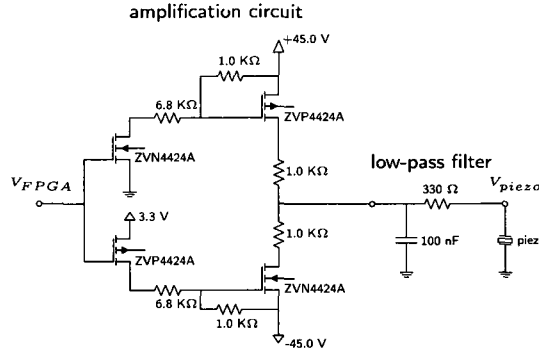 amplification circuit
+45.0 V
1.0 KΩ
6.8 KΩ
ZVP4424A
ZVN4424A
1.0 KΩ
low-pass filter
V_FPGA
330 Ω
V_piezo
3.3 V
1.0 KΩ
100 nF
piez
ZVP4424A
ZVN4424A
6.8 KΩ
1.0 KΩ
-45.0 V